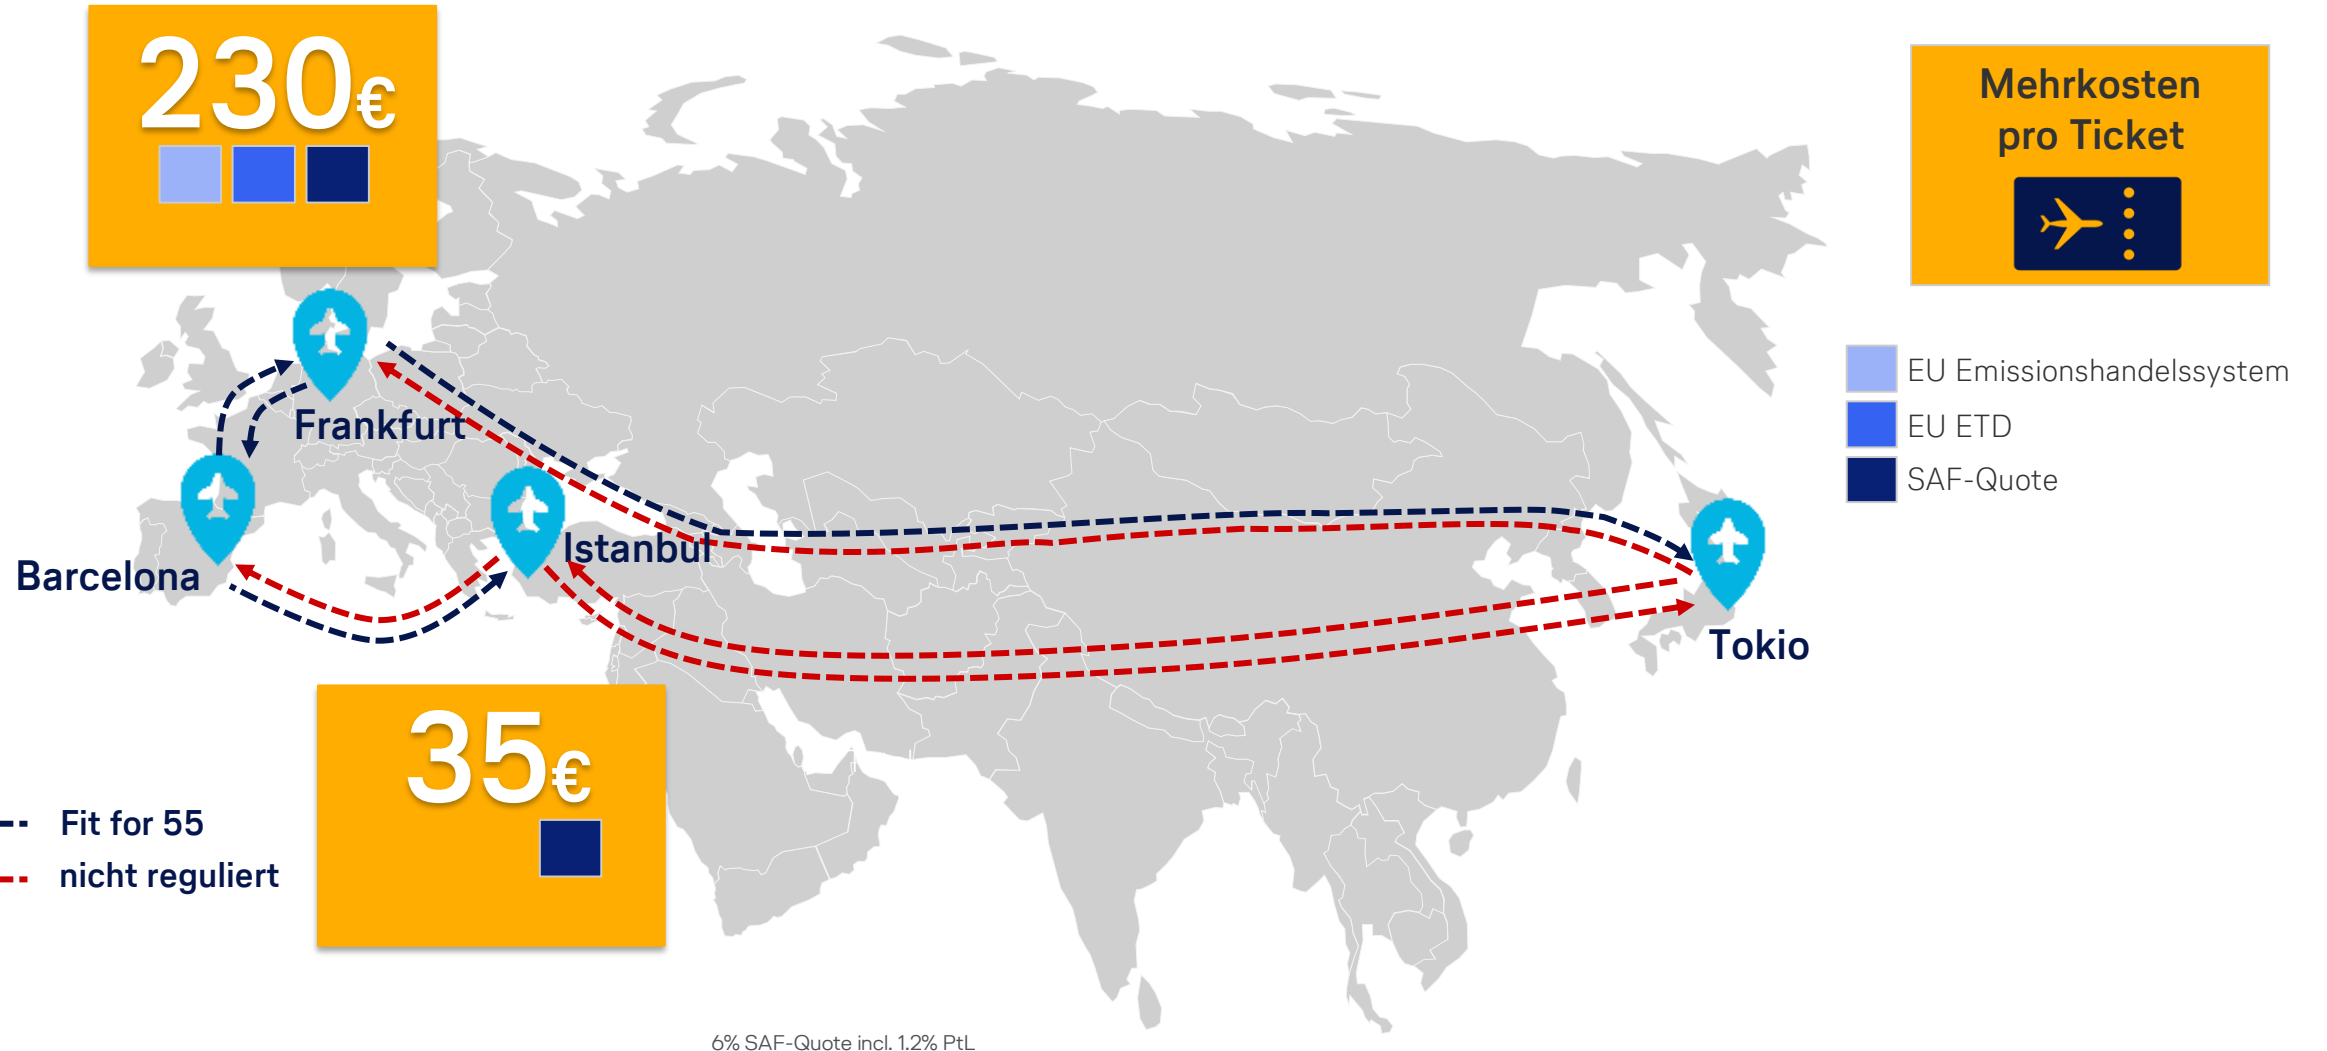 230€
Mehrkosten
pro Ticket
EU Emissionshandelssystem
EU ETD
SAF-Quote
Frankfurt
Istanbul
Barcelona
Tokio
35€
Fit for 55
nicht reguliert
6% SAF-Quote incl. 1.2% PtL